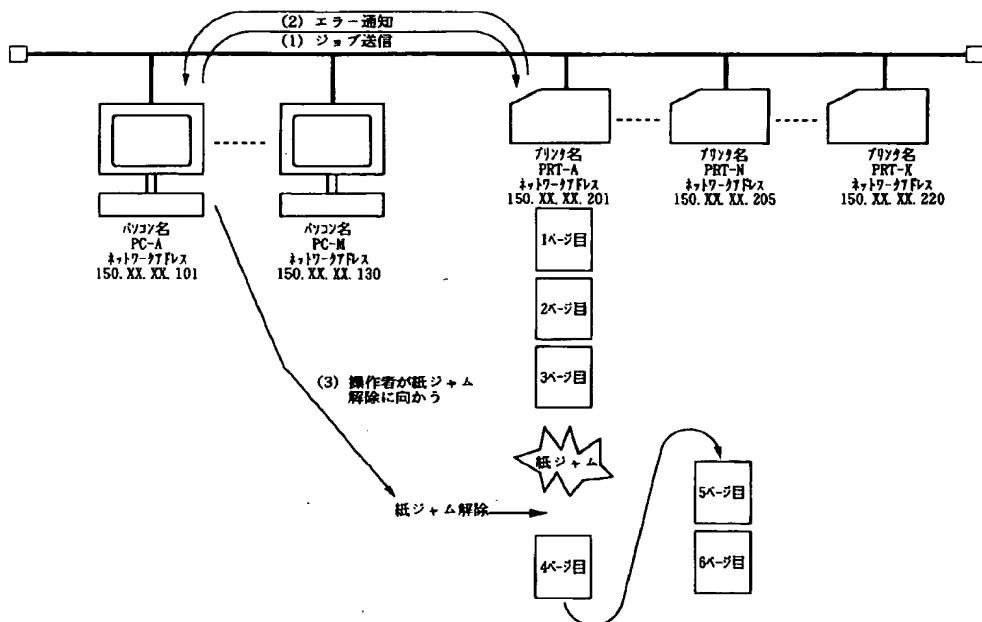 (2) エラー通知
(1) ジョブ送信
パソコン名
PC-A
ネットワークアドレス
150.XX.XX.101
パソコン名
PC-M
ネットワークアドレス
150.XX.XX.130
プリンタ名
PRT-A
ネットワークアドレス
150.XX.XX.201
プリンタ名
PRT-N
ネットワークアドレス
150.XX.XX.205
プリンタ名
PRT-X
ネットワークアドレス
150.XX.XX.220
1ページ目
2ページ目
3ページ目
(3) 操作者が紙ジャム
解除に向かう
紙ジャム
紙ジャム解除
4ページ目
5ページ目
6ページ目